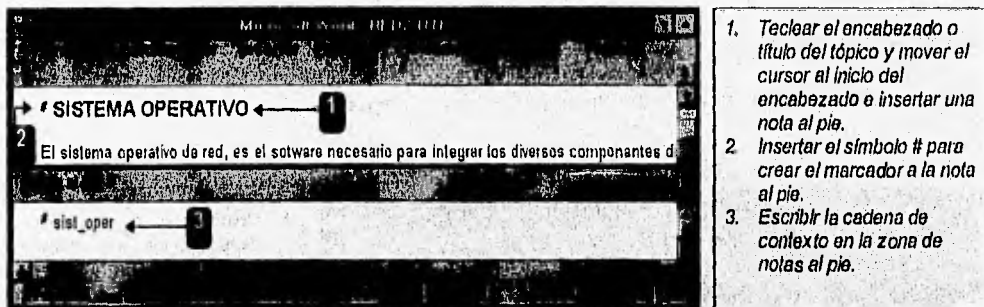 Microsoft Word
# SISTEMA OPERATIVO
1
2
El sistema operativo de red, es el sotware necesario para integrar los diversos componentes d
# sist_oper
3
1. Teclear el encabezado o
título del tópico y mover el
cursor al inicio del
encabezado e insertar una
nota al pie.
2 Insertar el símbolo # para
crear el marcador a la nota
al pie.
3. Escribir la cadena de
contexto en la zona de
notas al pie.